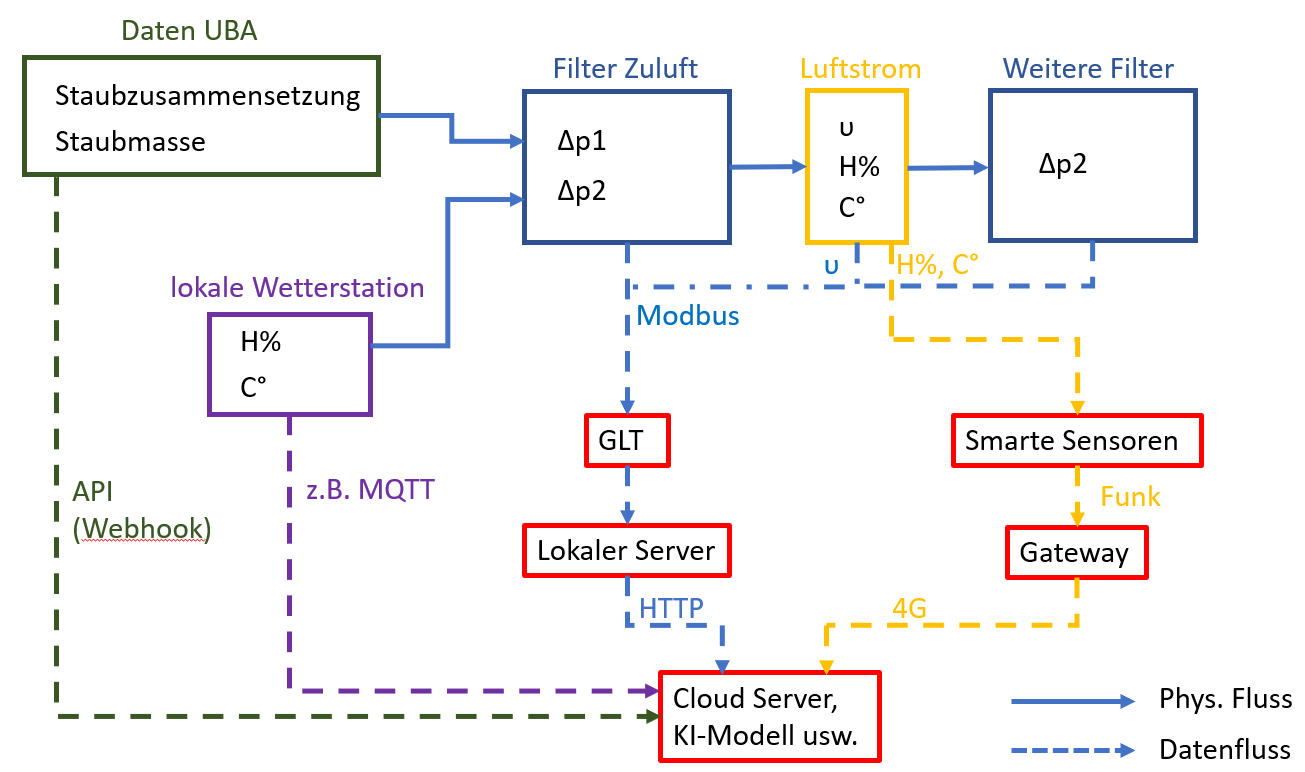 Daten UBA
Staubzusammensetzung
Staubmasse
Filter Zuluft
Δp1
Δp2
Luftstrom
υ
H%
C°
Weitere Filter
Δp2
υ
H%, C°
Modbus
lokale Wetterstation
H%
C°
GLT
Smarte Sensoren
API
(Webhook)
z.B. MQTT
Funk
Lokaler Server
Gateway
HTTP
4G
Cloud Server,
KI-Modell usw.
Phys. Fluss
Datenfluss